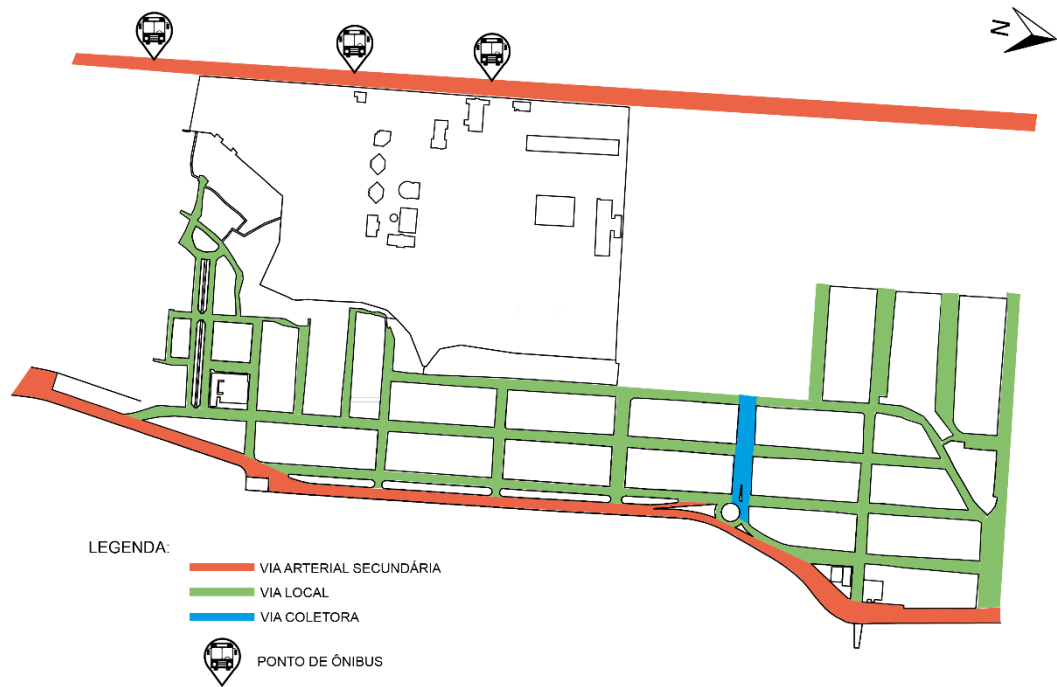 N
LEGENDA:
VIA ARTERIAL SECUNDÁRIA
VIA LOCAL
VIA COLETORA
PONTO DE ÔNIBUS